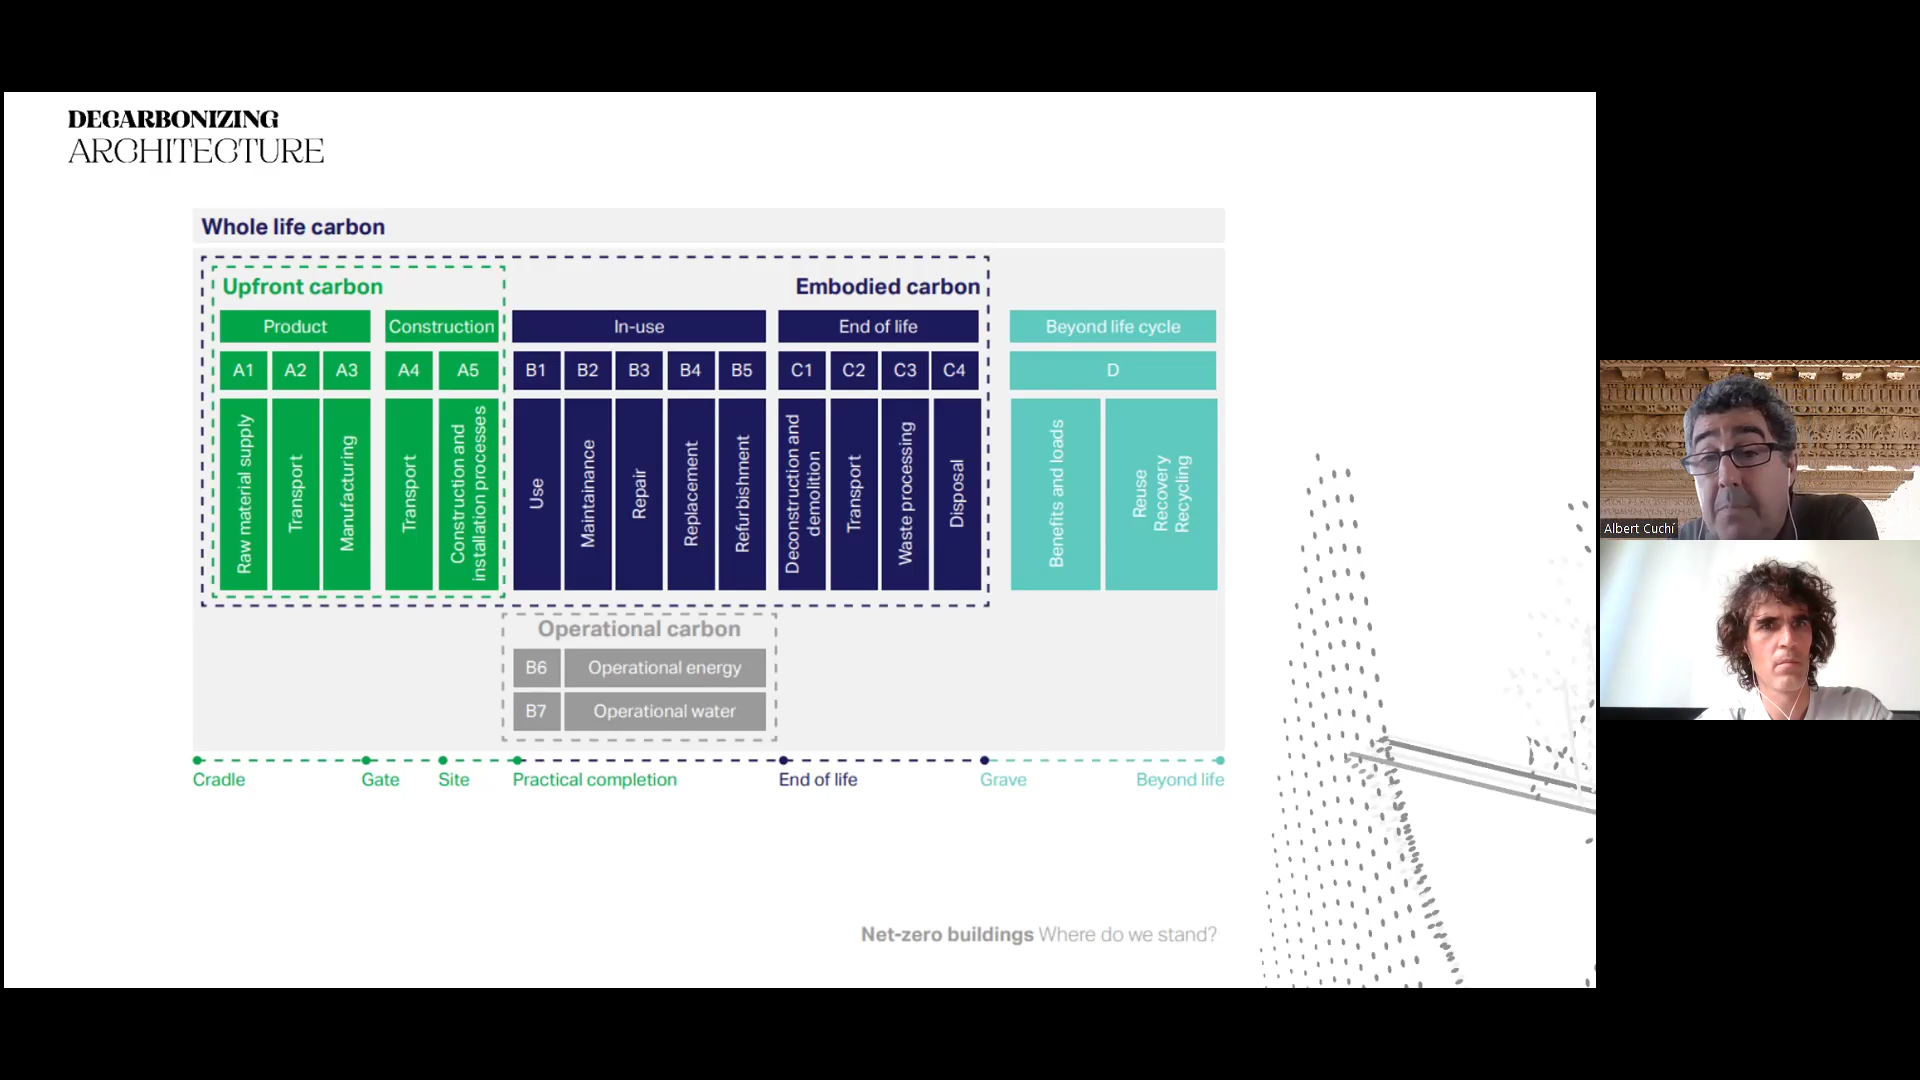 DECARBONIZING
ARCHITECTURE
Whole life carbon
Upfront carbon
Embodied carbon
Product
Construction
In-use
End of life
Beyond life cycle
A1
A2
A3
A4
A5
B1
B2
B3
B4
B5
C1
C2
C3
C4
D
Raw material supply
Transport
Manufacturing
Transport
Construction and
installation processes
Use
Maintainance
Repair
Replacement
Refurbishment
Deconstruction and
demolition
Transport
Waste processing
Disposal
Benefits and loads
Reuse
Recovery
Recycling
Operational carbon
B6 Operational energy
B7 Operational water
Cradle
Gate
Site
Practical completion
End of life
Grave
Beyond life
Net-zero buildings Where do we stand?
Albert Cuchí